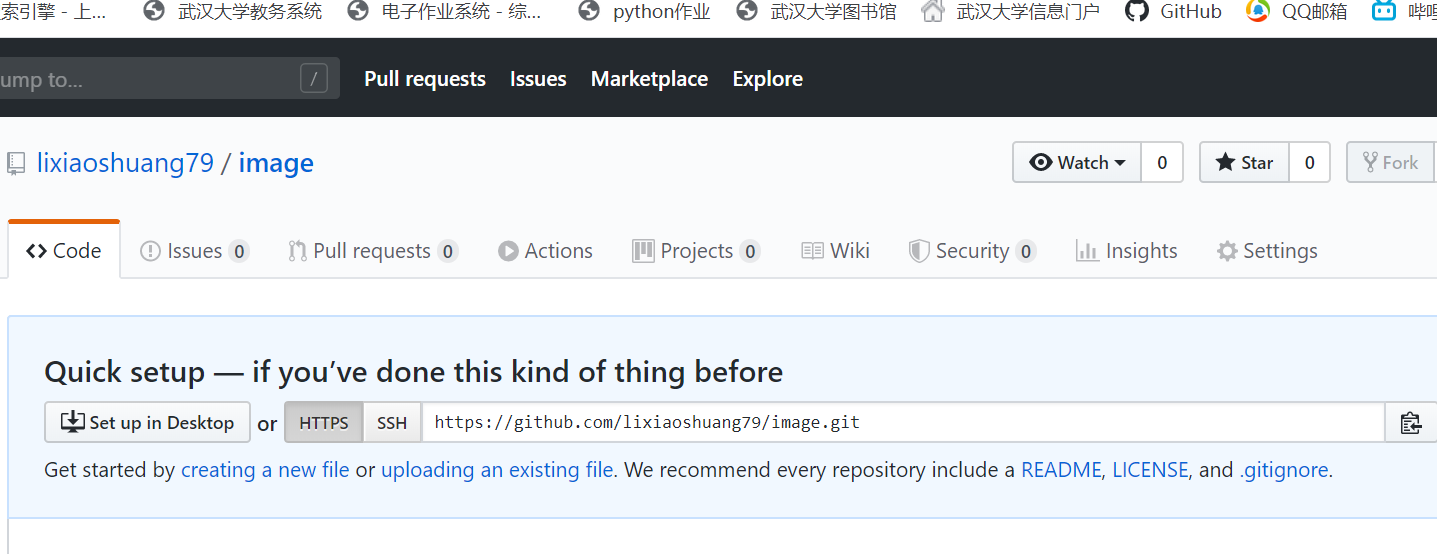 索引擎 - 上... 武汉大学教务系统 电子作业系统 - 综... python作业 武汉大学图书馆 武汉大学信息门户 GitHub QQ邮箱 哔哩
ump to... / Pull requests Issues Marketplace Explore
lixiaoshuang79 / image Watch 0 Star 0 Fork
Code Issues 0 Pull requests 0 Actions Projects 0 Wiki Security 0 Insights Settings
Quick setup — if you’ve done this kind of thing before
Set up in Desktop or HTTPS SSH https://github.com/lixiaoshuang79/image.git
Get started by creating a new file or uploading an existing file. We recommend every repository include a README, LICENSE, and .gitignore.